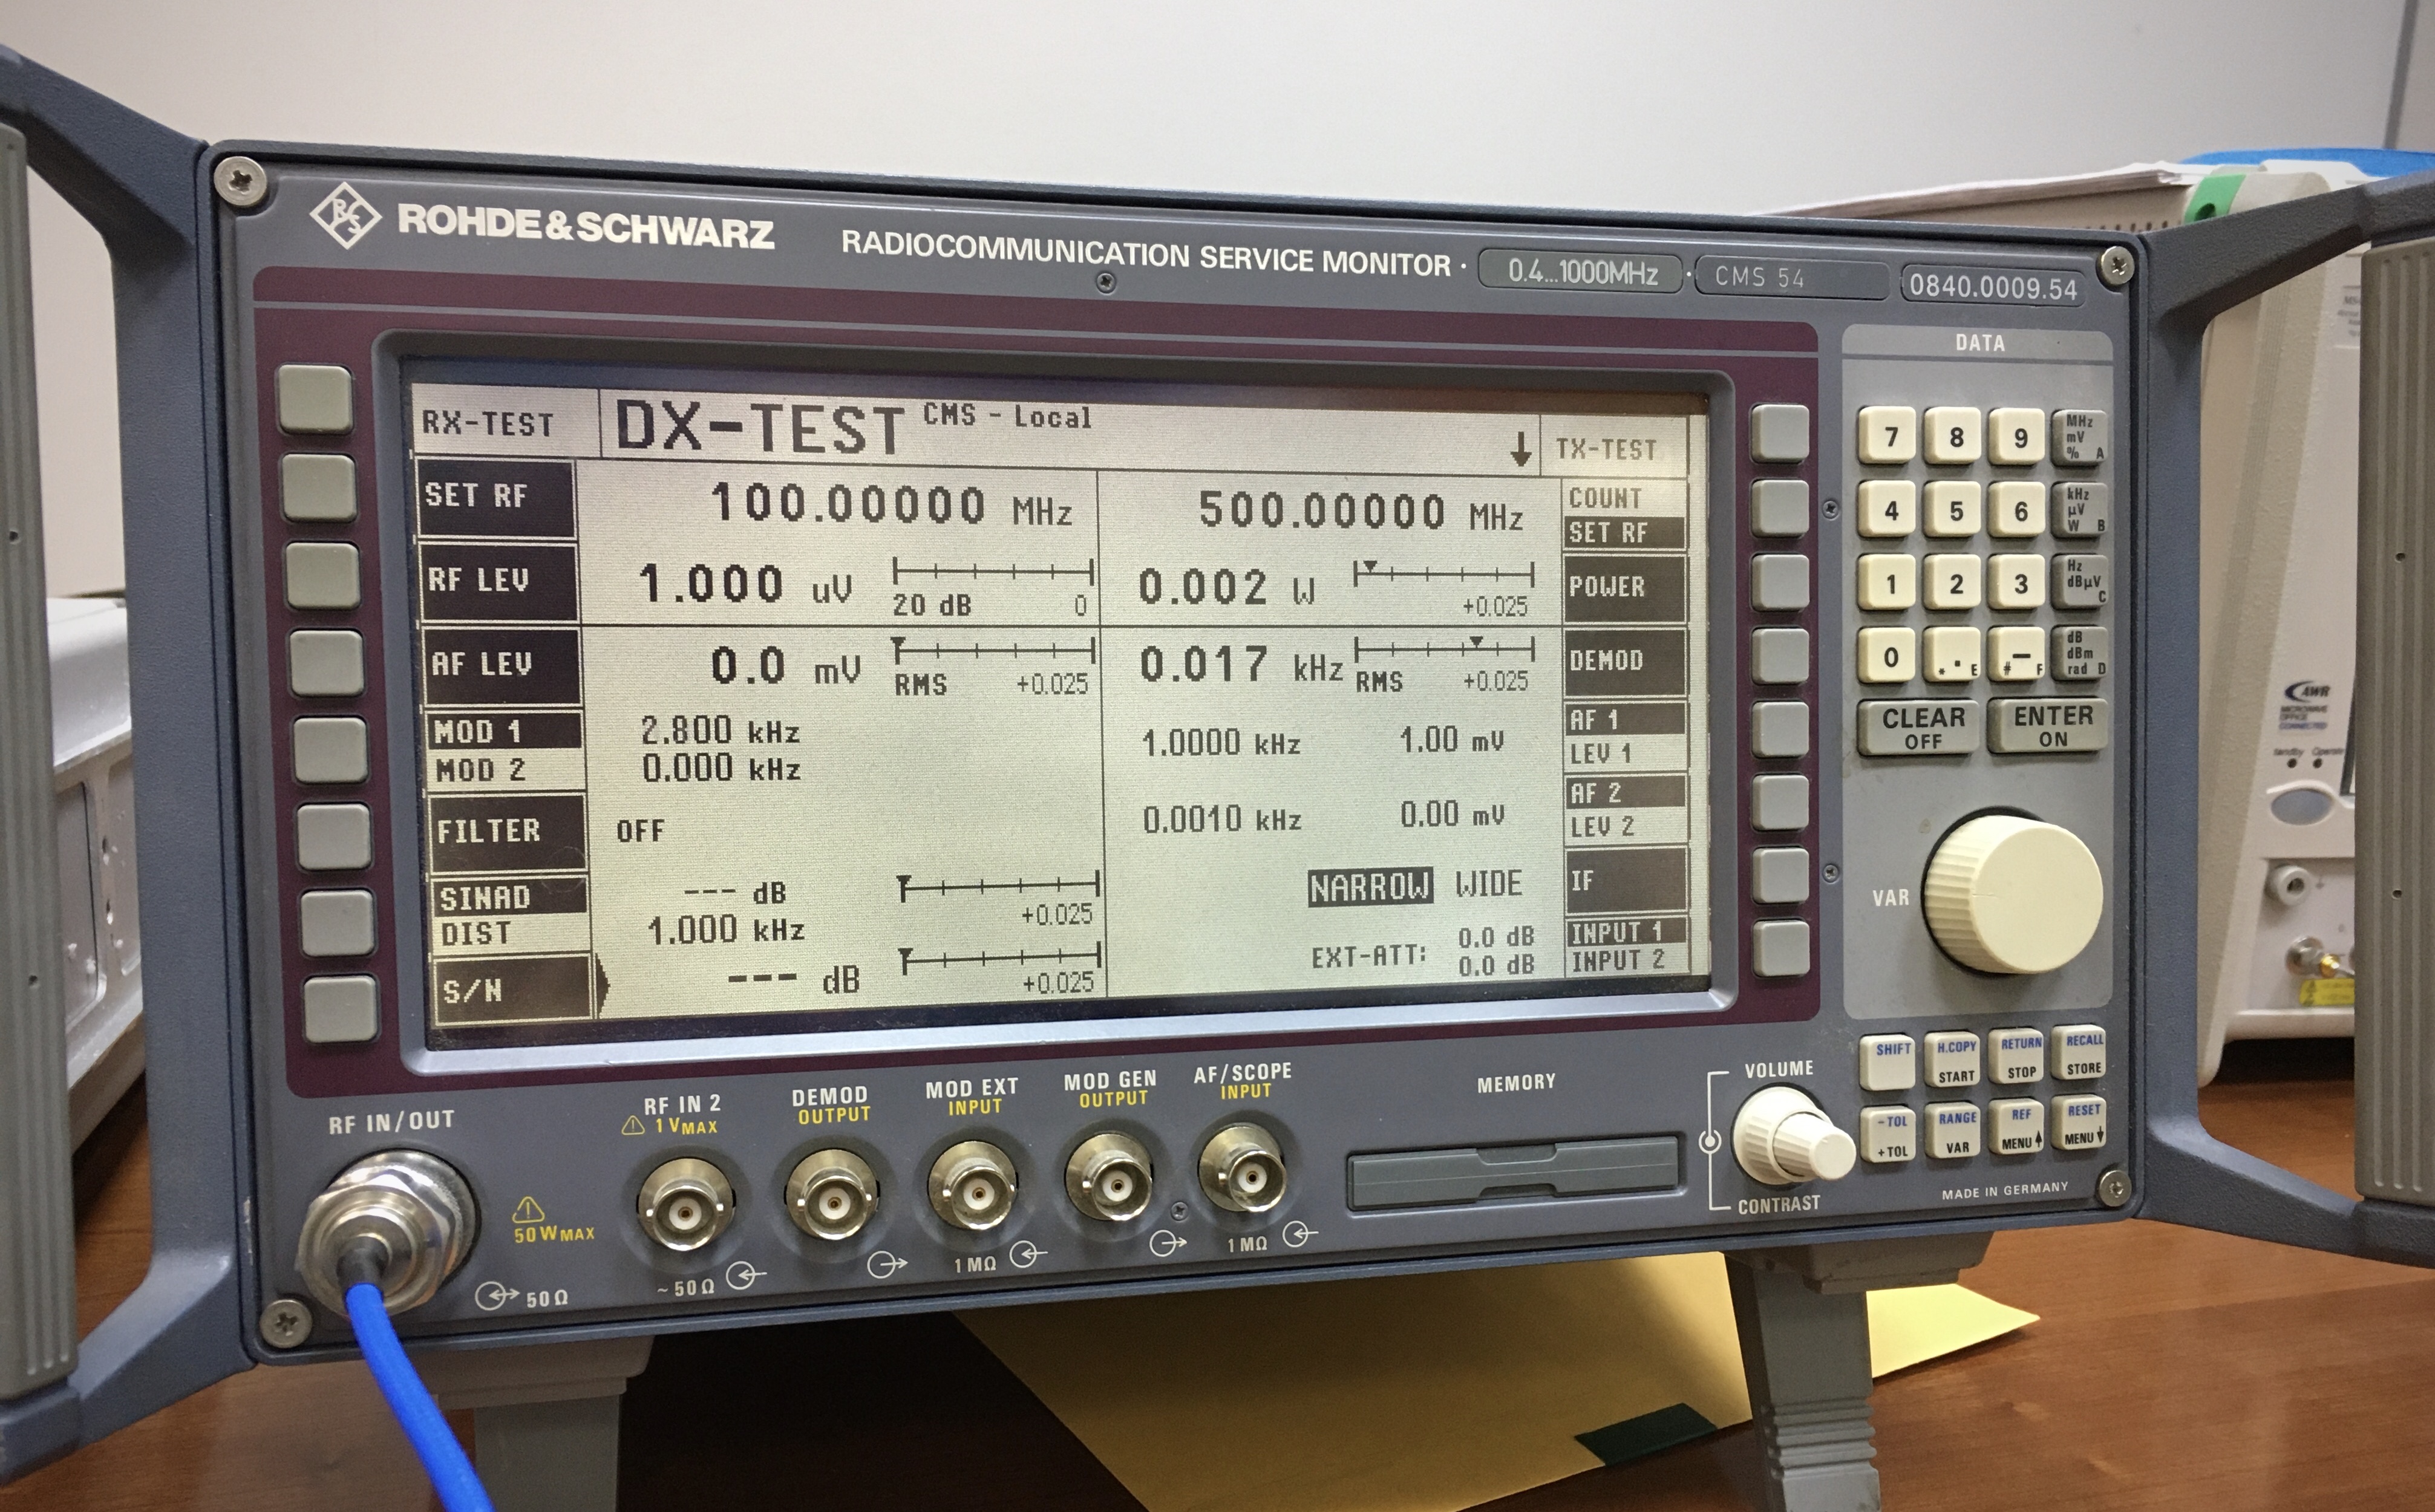 ROHDE&SCHWARZ
RADIOCOMMUNICATION SERVICE MONITOR · 0.4...1000MHz · CMS 54 0840.0009.54
RX-TEST DX-TEST CMS - Local ↓ TX-TEST
SET RF 100.00000 MHz 500.00000 MHz COUNT
SET RF
RF LEV 1.000 uV 20 dB 0 0.002 W +0.025 POWER
AF LEV 0.0 mV RMS +0.025 0.017 kHz RMS +0.025 DEMOD
MOD 1 2.800 kHz 1.0000 kHz 1.00 mV AF 1
MOD 2 0.000 kHz LEV 1
FILTER OFF 0.0010 kHz 0.00 mV AF 2
LEV 2
SINAD --- dB +0.025 NARROW WIDE IF
DIST 1.000 kHz EXT-ATT: 0.0 dB INPUT 1
S/N --- dB +0.025 0.0 dB INPUT 2
DATA
7 8 9 MHz mV % A
4 5 6 kHz µV W B
1 2 3 Hz dBµV C
0 * . E # – F dB dBm rad D
CLEAR OFF ENTER ON
VAR
SHIFT H.COPY START RETURN STOP RECALL STORE
–TOL +TOL RANGE VAR REF MENU↑ RESET MENU↓
MADE IN GERMANY
RF IN/OUT
50 WMAX
50 Ω
RF IN 2
1 VMAX
~ 50 Ω
DEMOD
OUTPUT
MOD EXT
INPUT
1 MΩ
MOD GEN
OUTPUT
AF/SCOPE
INPUT
1 MΩ
MEMORY
VOLUME
CONTRAST
AWR
MICROWAVE
OFFICE
CONNECTED